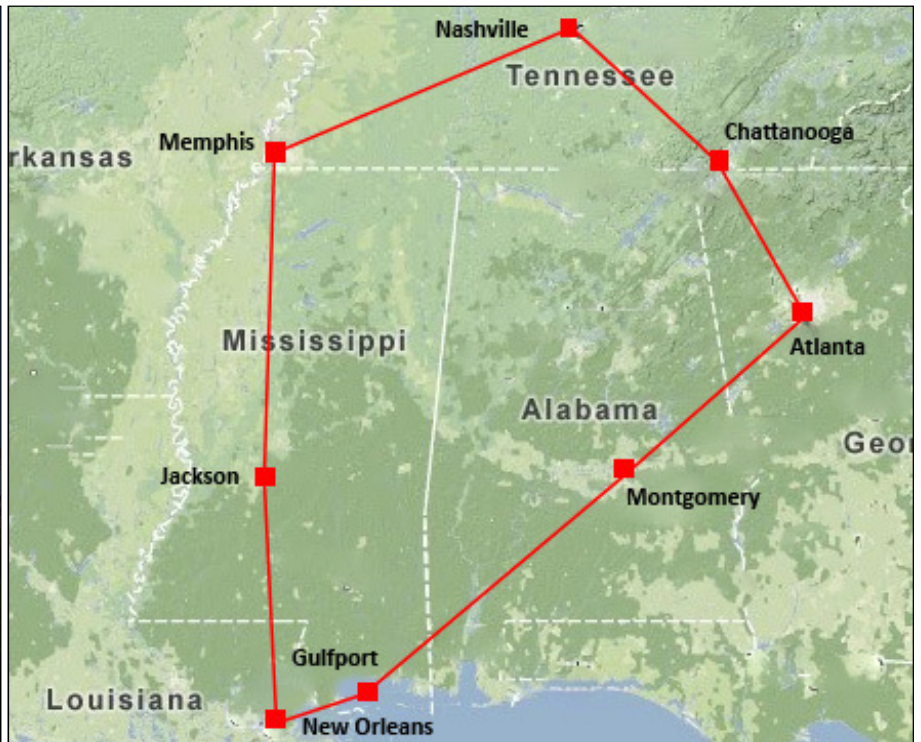 Nashville
Tennessee
Chattanooga
Memphis
rkansas
Mississippi
Atlanta
Alabama
Geor
Jackson
Montgomery
Gulfport
Louisiana
New Orleans